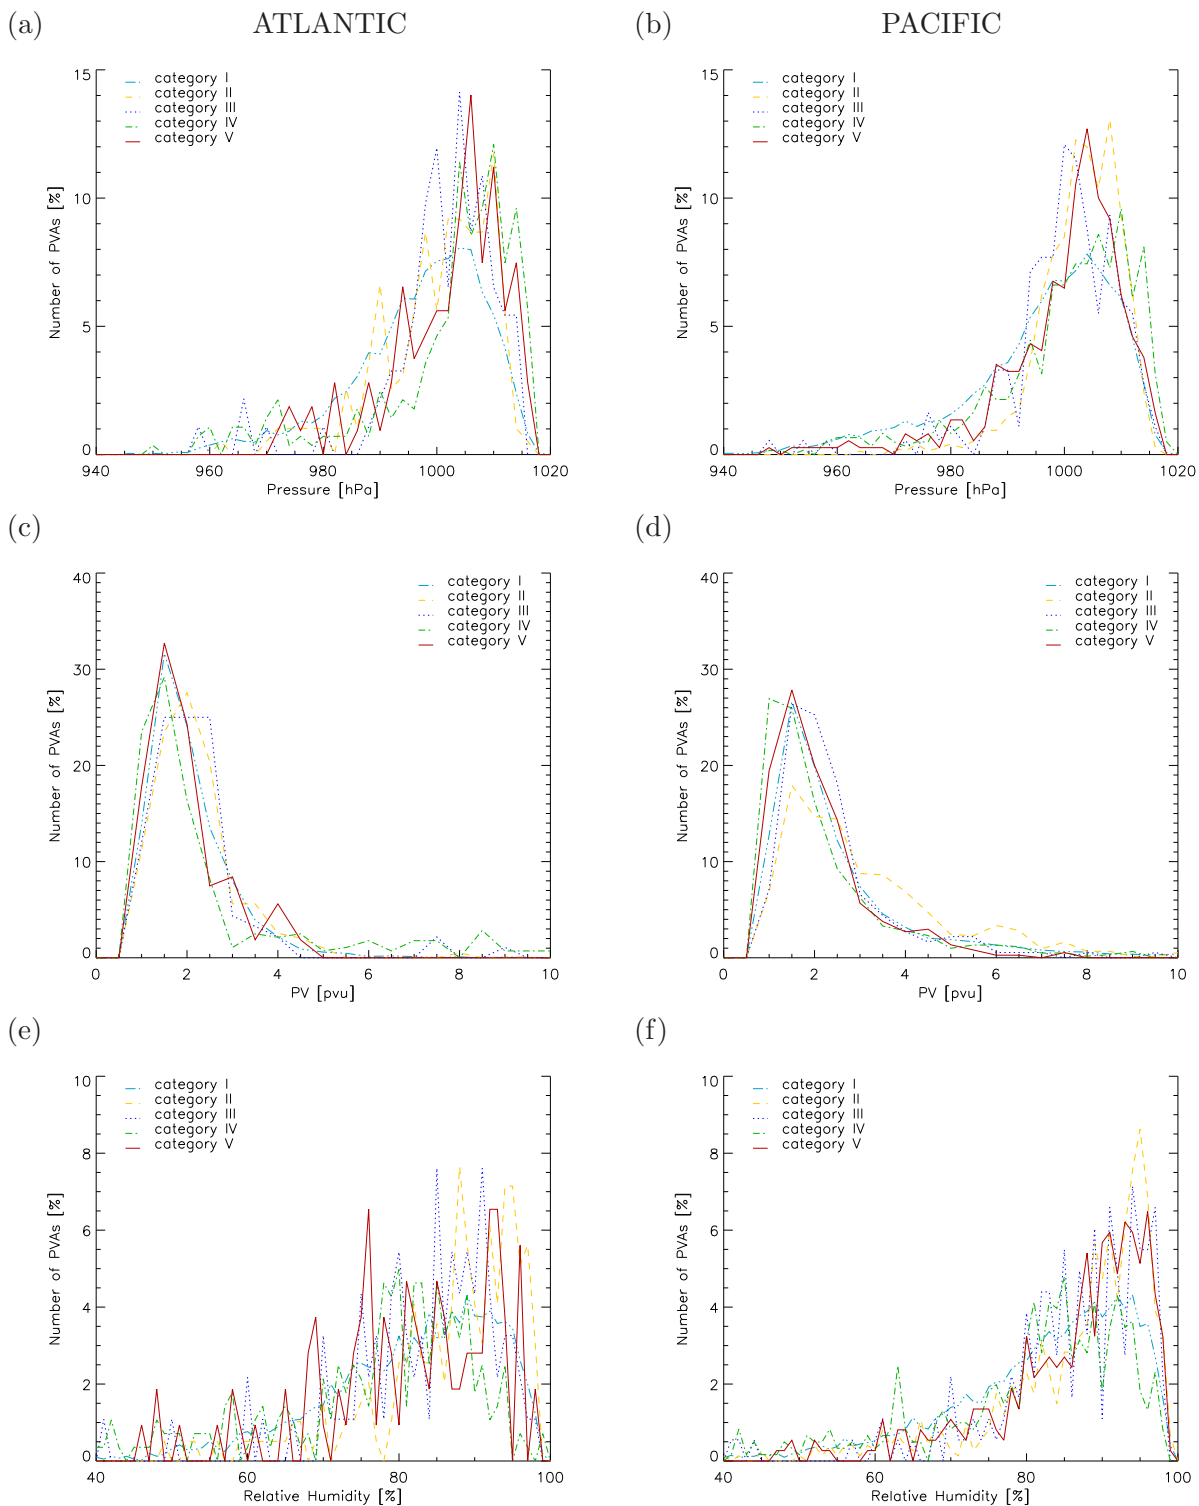 (a) ATLANTIC
(b) PACIFIC
15
10
5
0
Number of PVAs [%]
category I
category II
category III
category IV
category V
940 960 980 1000 1020
Pressure [hPa]
15
10
5
0
Number of PVAs [%]
category I
category II
category III
category IV
category V
940 960 980 1000 1020
Pressure [hPa]
(c)
(d)
40
30
20
10
0
Number of PVAs [%]
category I
category II
category III
category IV
category V
0 2 4 6 8 10
PV [pvu]
40
30
20
10
0
Number of PVAs [%]
category I
category II
category III
category IV
category V
0 2 4 6 8 10
PV [pvu]
(e)
(f)
10
8
6
4
2
0
Number of PVAs [%]
category I
category II
category III
category IV
category V
40 60 80 100
Relative Humidity [%]
10
8
6
4
2
0
Number of PVAs [%]
category I
category II
category III
category IV
category V
40 60 80 100
Relative Humidity [%]